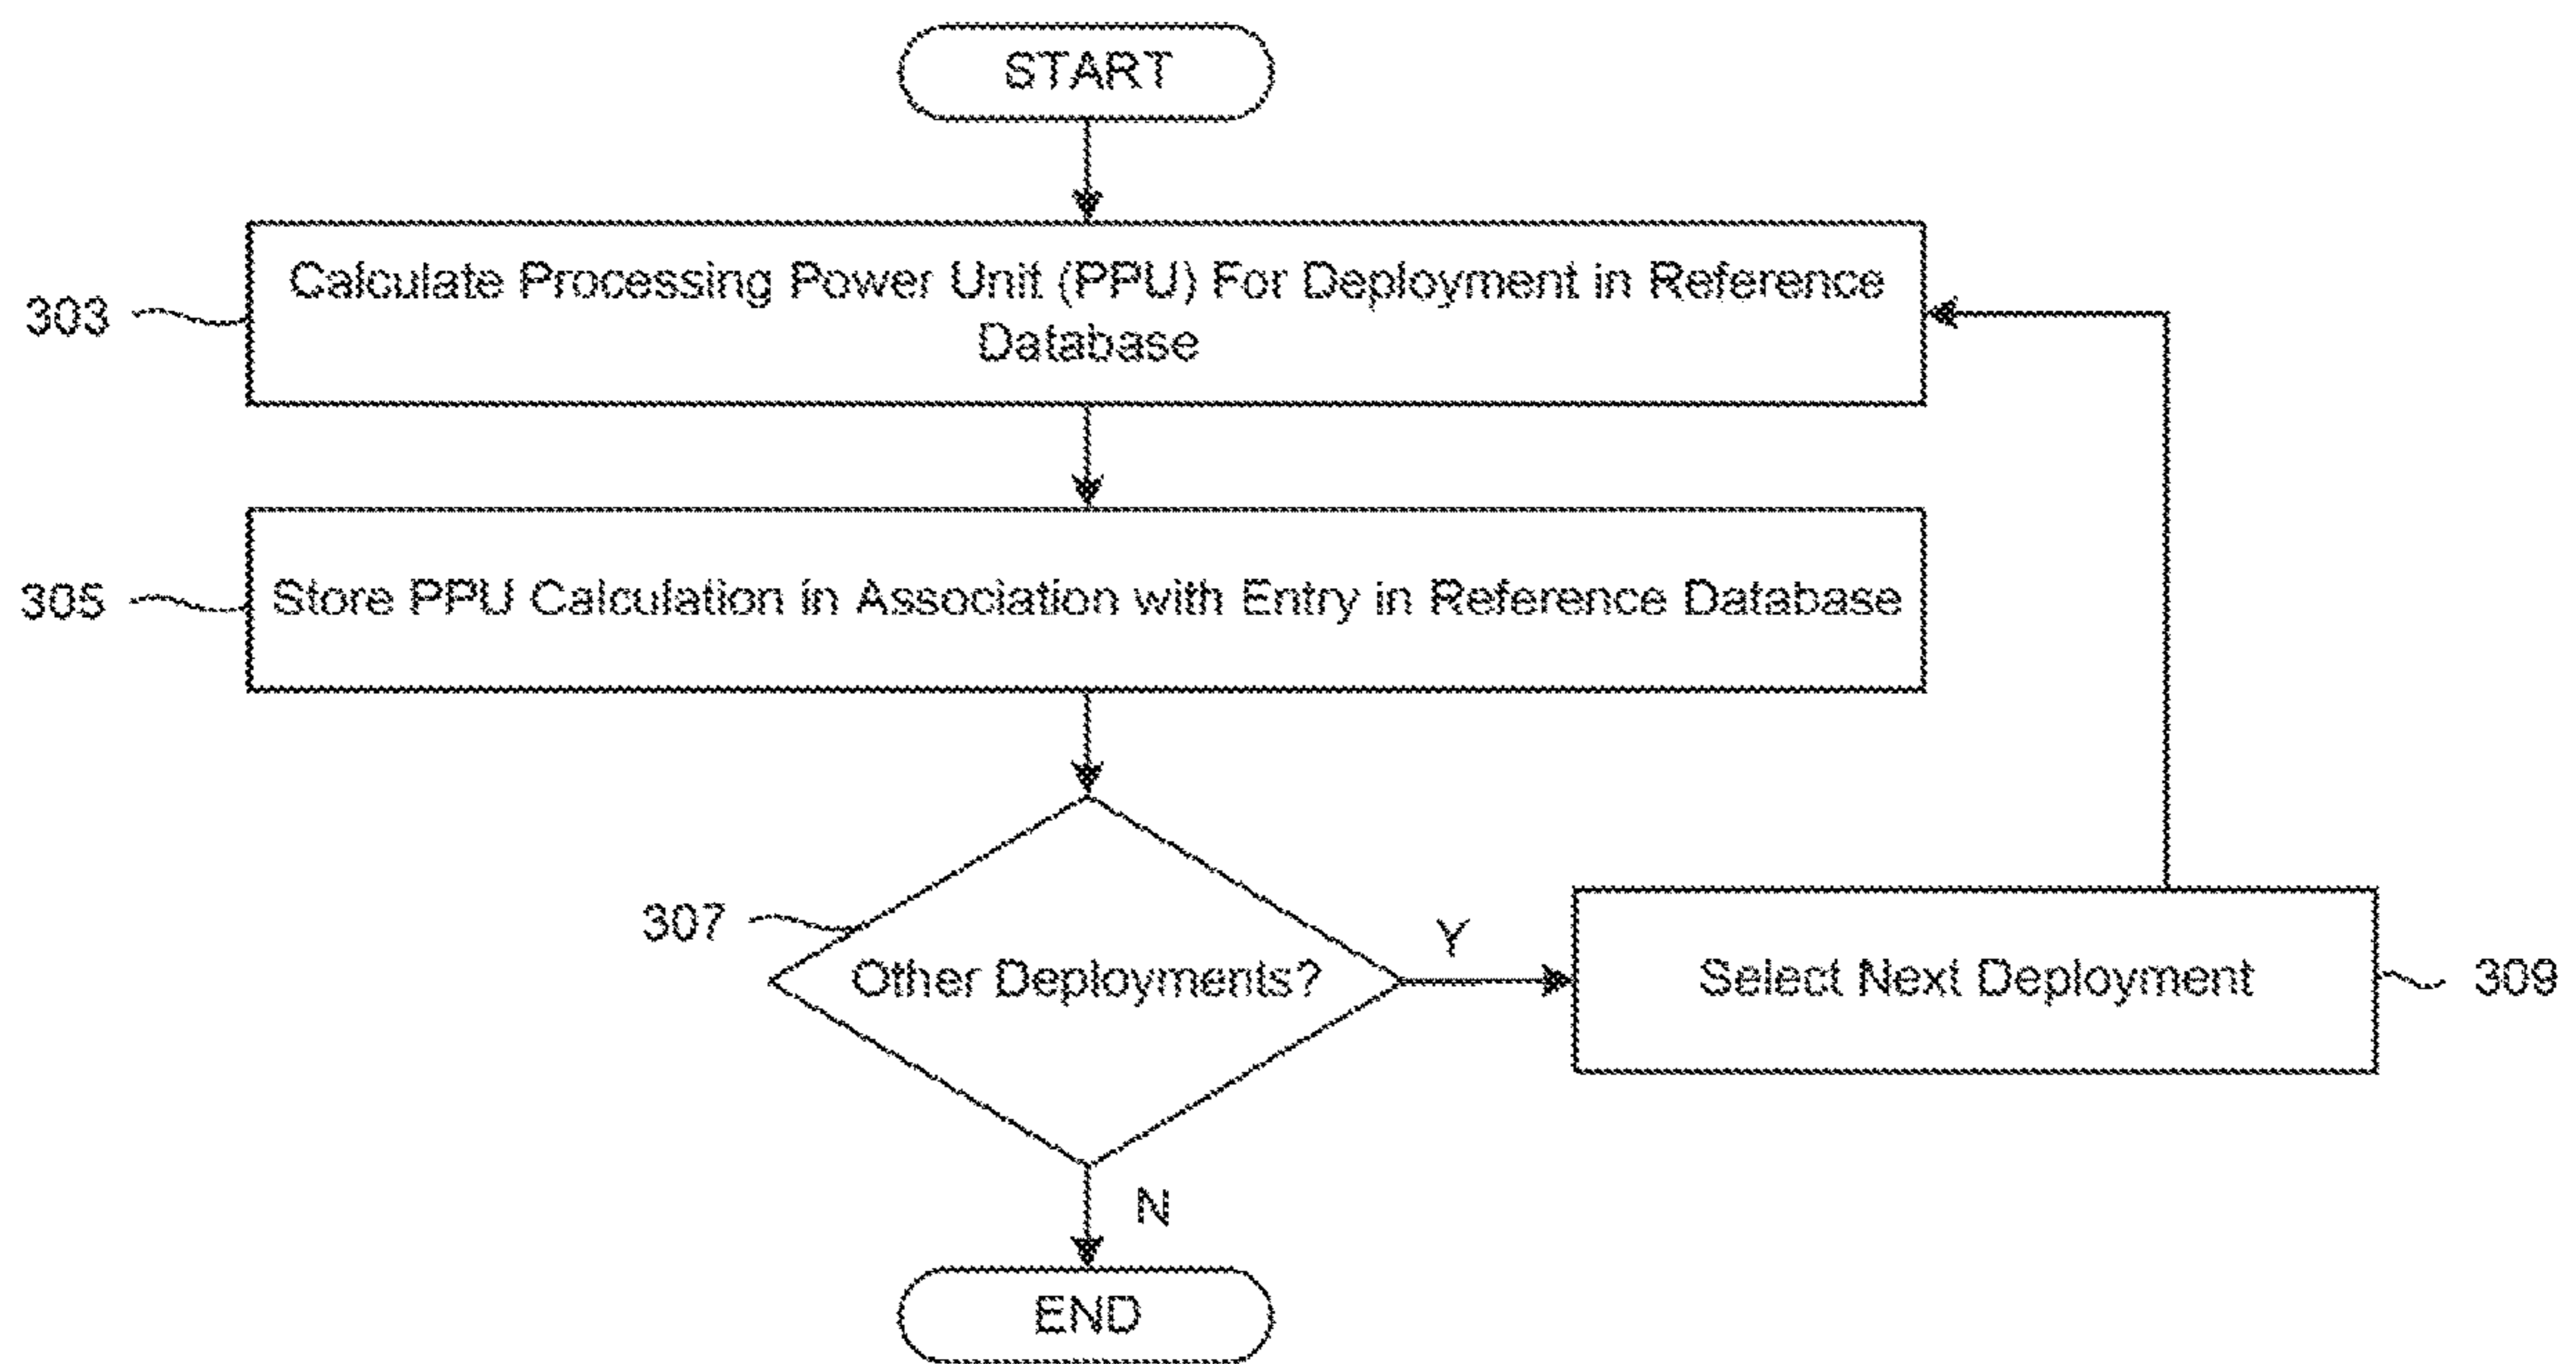 START
303
Calculate Processing Power Unit (PPU) For Deployment in Reference
Database
305
Store PPU Calculation in Association with Entry in Reference Database
307
Other Deployments?
Y
Select Next Deployment
309
N
END